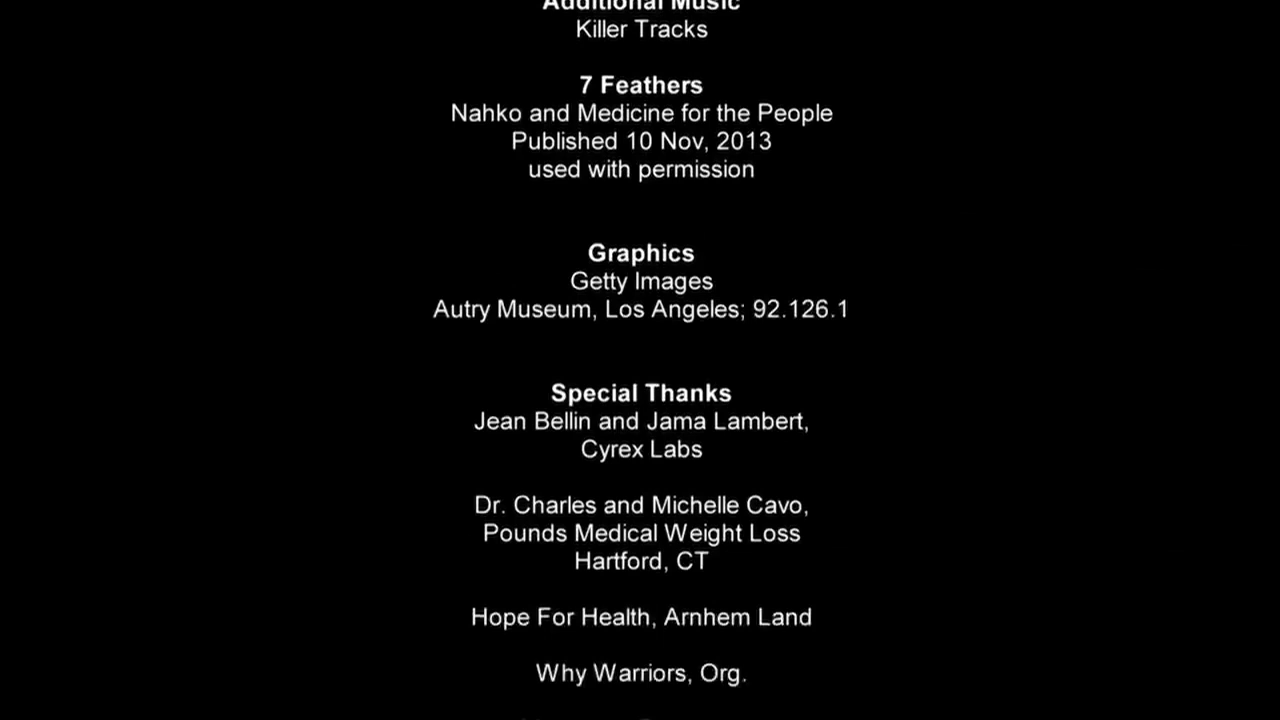 Additional Music
Killer Tracks
7 Feathers
Nahko and Medicine for the People
Published 10 Nov, 2013
used with permission
Graphics
Getty Images
Autry Museum, Los Angeles; 92.126.1
Special Thanks
Jean Bellin and Jama Lambert,
Cyrex Labs
Dr. Charles and Michelle Cavo,
Pounds Medical Weight Loss
Hartford, CT
Hope For Health, Arnhem Land
Why Warriors, Org.